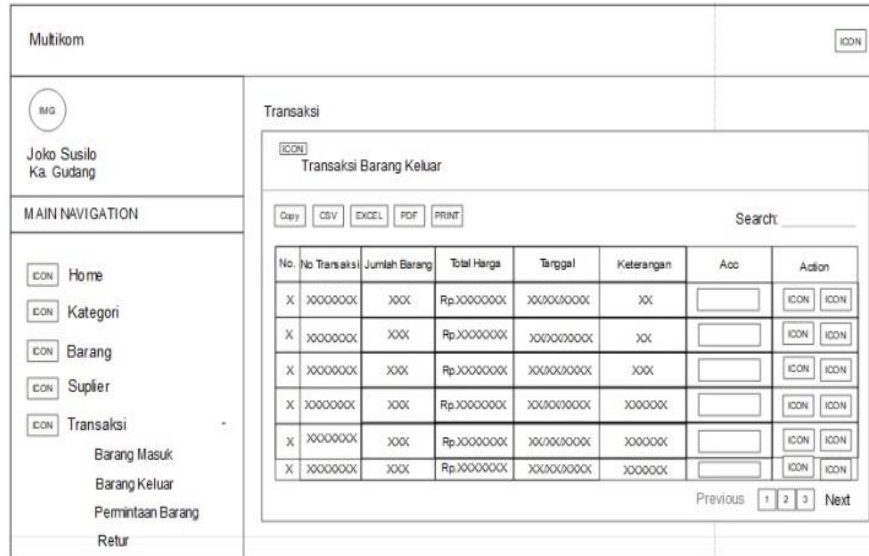 Multikom
ICON
IMG
Joko Susilo
Ka. Gudang
MAIN NAVIGATION
ICON Home
ICON Kategori
ICON Barang
ICON Suplier
ICON Transaksi -
Barang Masuk
Barang Keluar
Permintaan Barang
Retur
Transaksi
ICON
Transaksi Barang Keluar
Copy CSV EXCEL PDF PRINT
Search:
No. No Transaksi Jumlah Barang Total Harga Tanggal Keterangan Acc Action
X XXXXXXX XXX Rp.XXXXXXX XX/XX/XXXX XX ICON ICON
X XXXXXXX XXX Rp.XXXXXXX XX/XX/XXXX XX ICON ICON
X XXXXXXX XXX Rp.XXXXXXX XX/XX/XXXX XXX ICON ICON
X XXXXXXX XXX Rp.XXXXXXX XX/XX/XXXX XXXXXX ICON ICON
X XXXXXXX XXX Rp.XXXXXXX XX/XX/XXXX XXXXXX ICON ICON
X XXXXXXX XXX Rp.XXXXXXX XX/XX/XXXX XXXXXX ICON ICON
Previous 1 2 3 Next